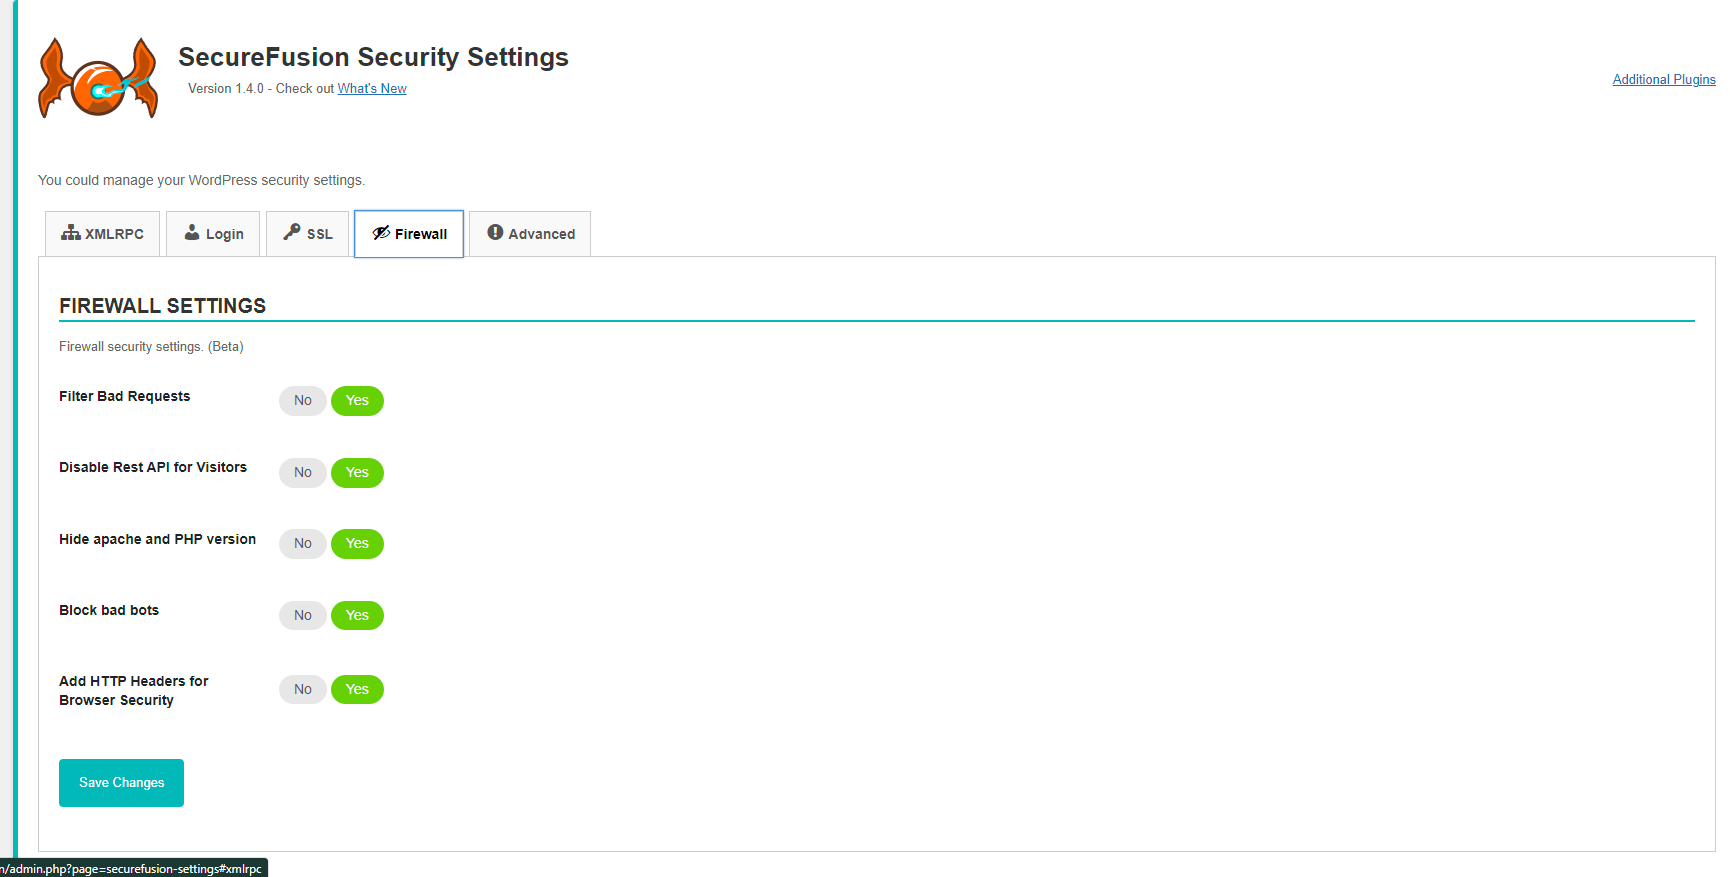 SecureFusion Security Settings
Version 1.4.0 - Check out What's New
Additional Plugins
You could manage your WordPress security settings.
XMLRPC
Login
SSL
Firewall
Advanced
FIREWALL SETTINGS
Firewall security settings. (Beta)
Filter Bad Requests
No Yes
Disable Rest API for Visitors
No Yes
Hide apache and PHP version
No Yes
Block bad bots
No Yes
Add HTTP Headers for
Browser Security
No Yes
Save Changes
n/admin.php?page=securefusion-settings#xmlrpc